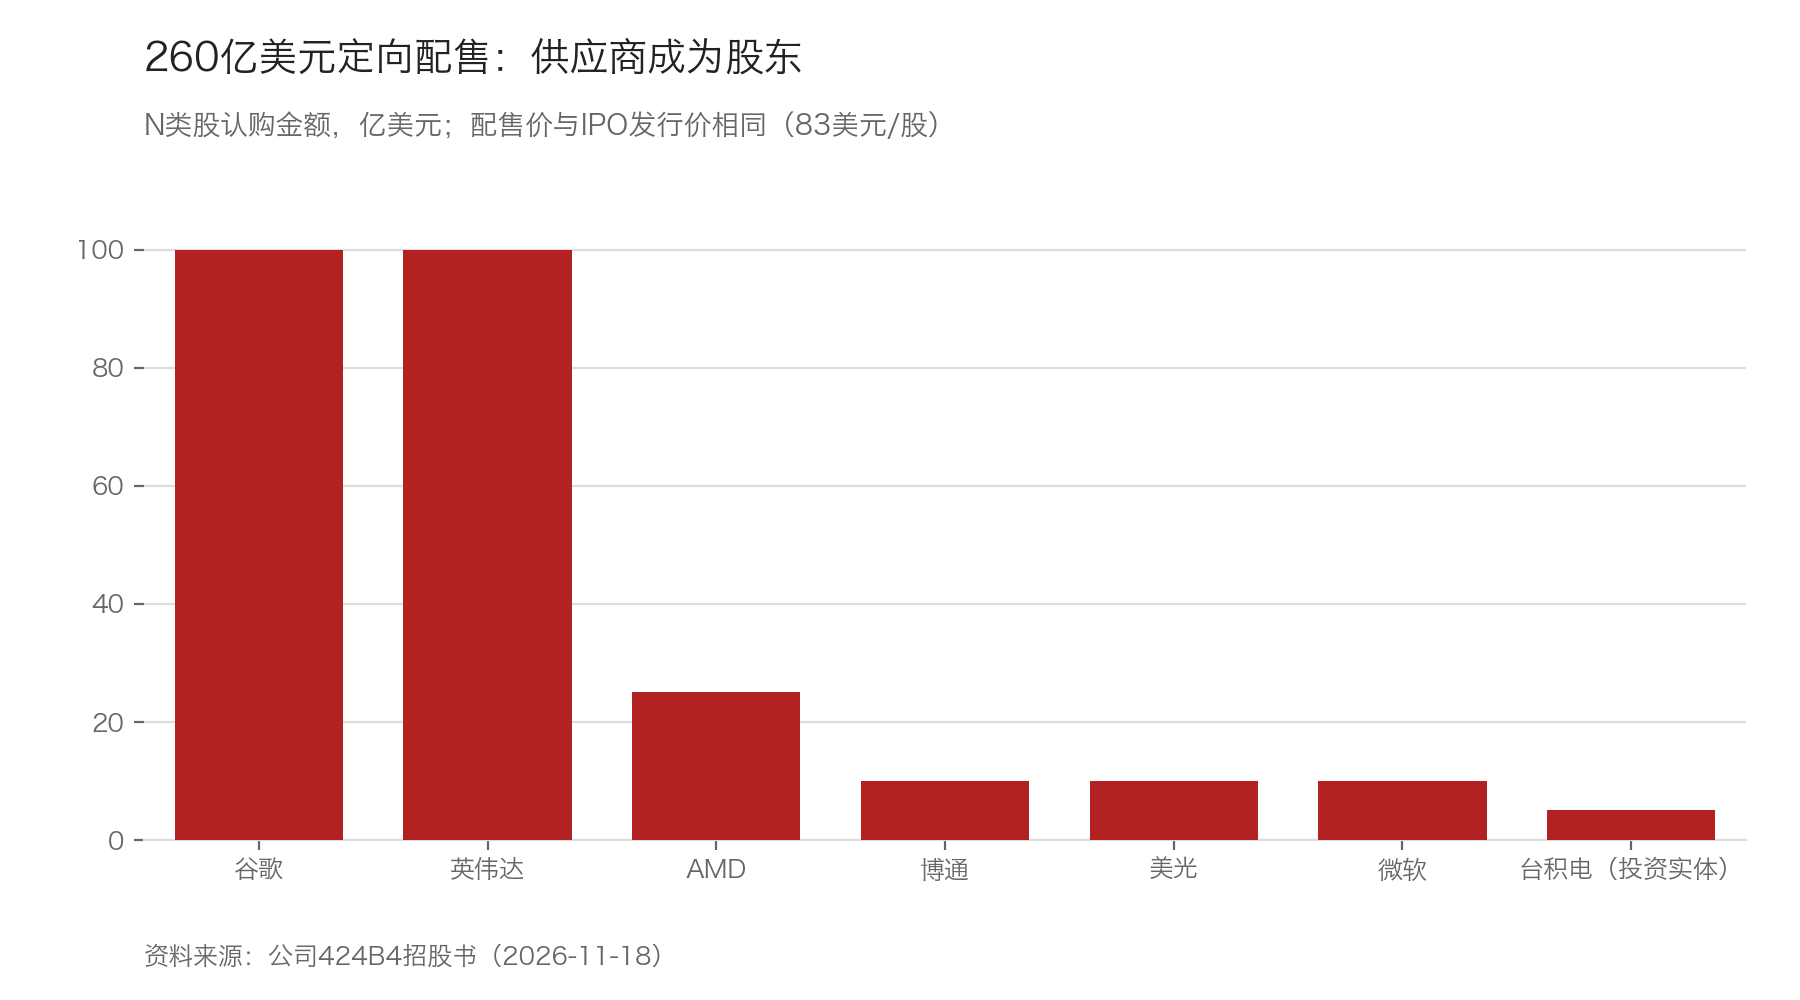 260亿美元定向配售：供应商成为股东
N类股认购金额，亿美元；配售价与IPO发行价相同（83美元/股）
100
80
60
40
20
0
谷歌 英伟达 AMD 博通 美光 微软 台积电（投资实体）
资料来源：公司424B4招股书（2026-11-18）